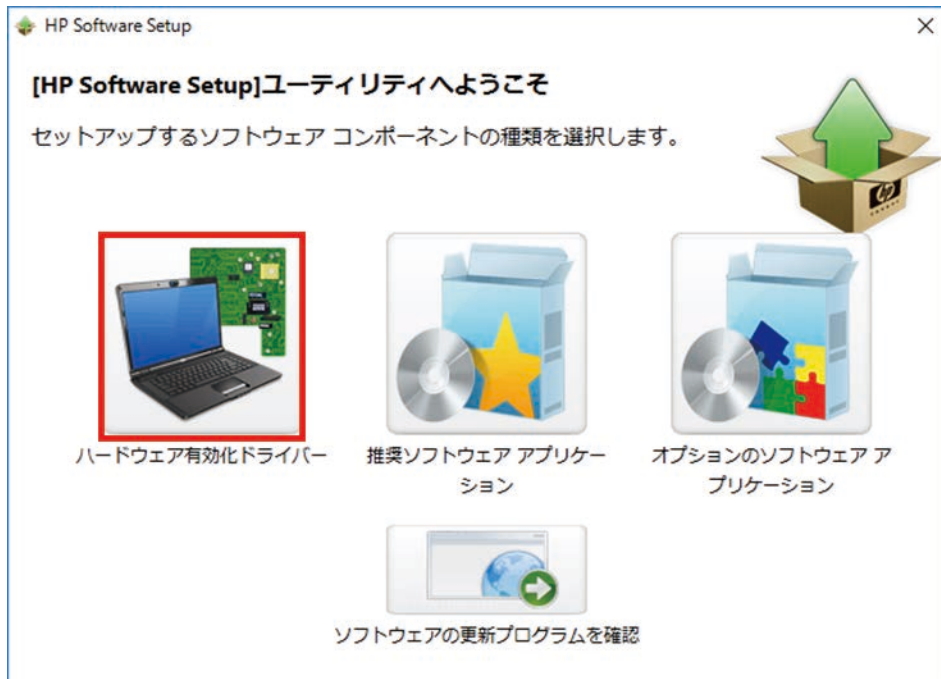 HP Software Setup
[HP Software Setup]ユーティリティへようこそ
セットアップするソフトウェア コンポーネントの種類を選択します。
hp
ハードウェア有効化ドライバー
推奨ソフトウェア アプリケー
ション
オプションのソフトウェア ア
プリケーション
ソフトウェアの更新プログラムを確認